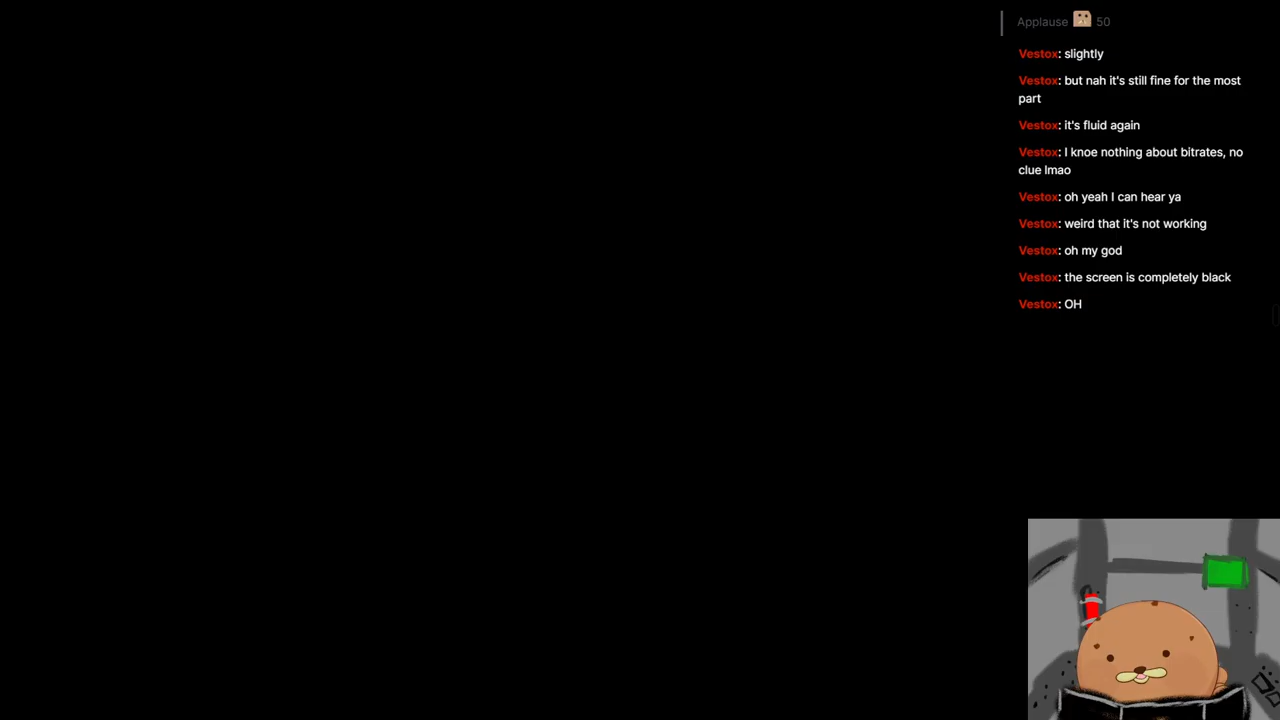 Applause 50
Vestox: slightly
Vestox: but nah it's still fine for the most
part
Vestox: it's fluid again
Vestox: I knoe nothing about bitrates, no
clue lmao
Vestox: oh yeah I can hear ya
Vestox: weird that it's not working
Vestox: oh my god
Vestox: the screen is completely black
Vestox: OH